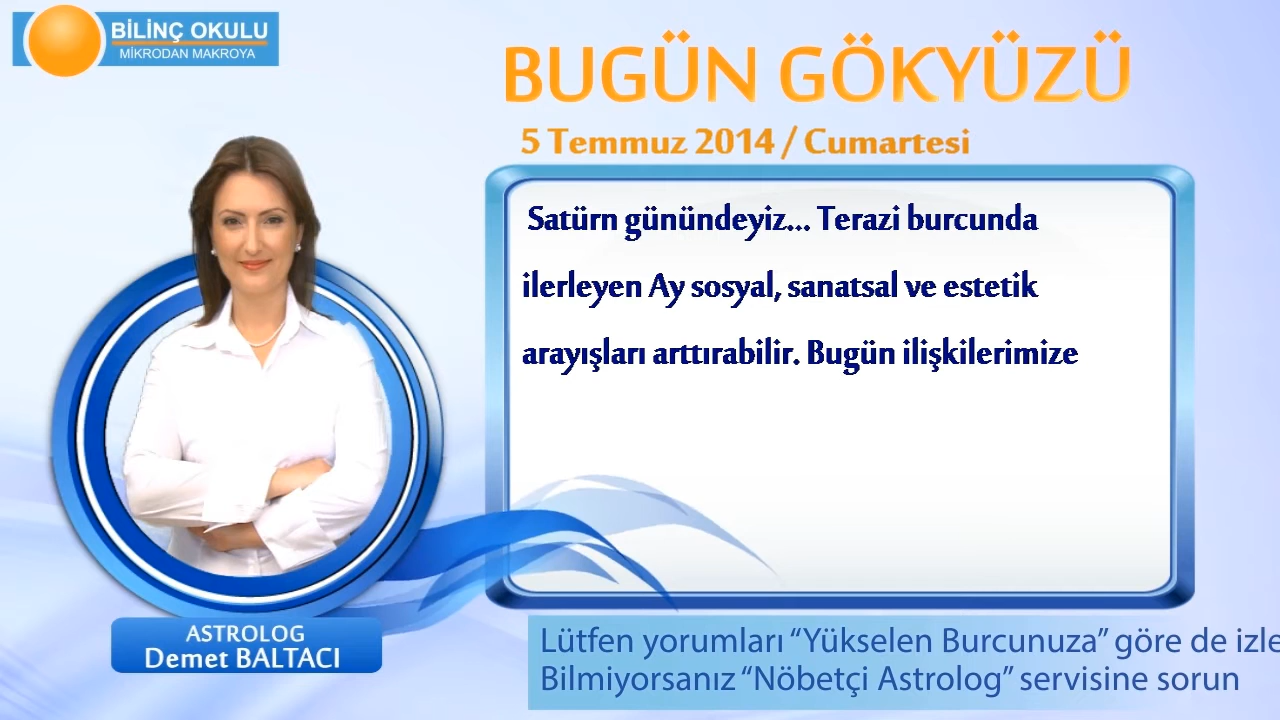 BİLİNÇ OKULU
MİKRODAN MAKROYA
BUGÜN GÖKYÜZÜ
5 Temmuz 2014 / Cumartesi
Satürn günündeyiz... Terazi burcunda
ilerleyen Ay sosyal, sanatsal ve estetik
arayışları arttırabilir. Bugün ilişkilerimize
ASTROLOG
Demet BALTACI
Lütfen yorumları “Yükselen Burcunuza” göre de izle
Bilmiyorsanız “Nöbetçi Astrolog” servisine sorun